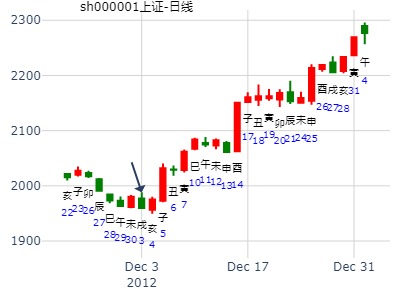 sh000001上证-日线
2300
2200
2100
2000
1900
亥 22
子 23
卯 26
辰 27
巳 28
午 29
未 30
戌 3
亥 4
子 5
丑 6
寅 7
巳 10
午 11
未 12
申 13
酉 14
子 17
丑 18
寅 19
卯 20
辰 21
未 24
申 25
酉 26
戌 27
亥 28
寅 31
午 4
Dec 3
2012
Dec 17
Dec 31